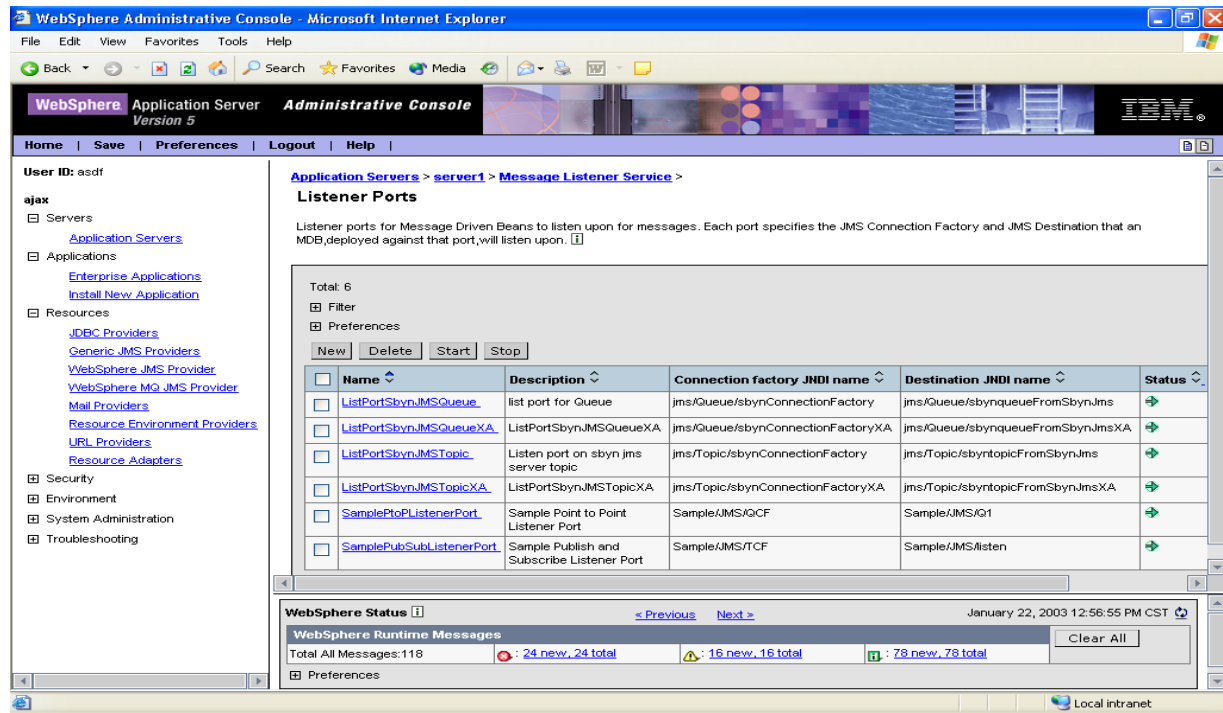 WebSphere Administrative Console - Microsoft Internet Explorer
File Edit View Favorites Tools Help
Back Search Favorites Media
WebSphere Application Server Administrative Console
Version 5
IBM
Home | Save | Preferences | Logout | Help |
User ID: asdf
ajax
Servers
Application Servers
Applications
Enterprise Applications
Install New Application
Resources
JDBC Providers
Generic JMS Providers
WebSphere JMS Provider
WebSphere MQ JMS Provider
Mail Providers
Resource Environment Providers
URL Providers
Resource Adapters
Security
Environment
System Administration
Troubleshooting
Application Servers > server1 > Message Listener Service >
Listener Ports
Listener ports for Message Driven Beans to listen upon for messages. Each port specifies the JMS Connection Factory and JMS Destination that an
MDB,deployed against that port,will listen upon.
Total: 6
Filter
Preferences
New Delete Start Stop
Name Description Connection factory JNDI name Destination JNDI name Status
ListPortSbynJMSQueue list port for Queue jms/Queue/sbynConnectionFactory jms/Queue/sbynqueueFromSbynJms
ListPortSbynJMSQueueXA ListPortSbynJMSQueueXA jms/Queue/sbynConnectionFactoryXA jms/Queue/sbynqueueFromSbynJmsXA
ListPortSbynJMSTopic Listen port on sbyn jms jms/Topic/sbynConnectionFactory jms/Topic/sbyntopicFromSbynJms
server topic
ListPortSbynJMSTopicXA ListPortSbynJMSTopicXA jms/Topic/sbynConnectionFactoryXA jms/Topic/sbyntopicFromSbynJmsXA
SamplePtoPListenerPort Sample Point to Point Sample/JMS/QCF Sample/JMS/Q1
Listener Port
SamplePubSubListenerPort Sample Publish and Sample/JMS/TCF Sample/JMS/listen
Subscribe Listener Port
WebSphere Status < Previous Next > January 22, 2003 12:56:55 PM CST
WebSphere Runtime Messages Clear All
Total All Messages:118 : 24 new, 24 total : 16 new, 16 total : 78 new, 78 total
Preferences
Local intranet